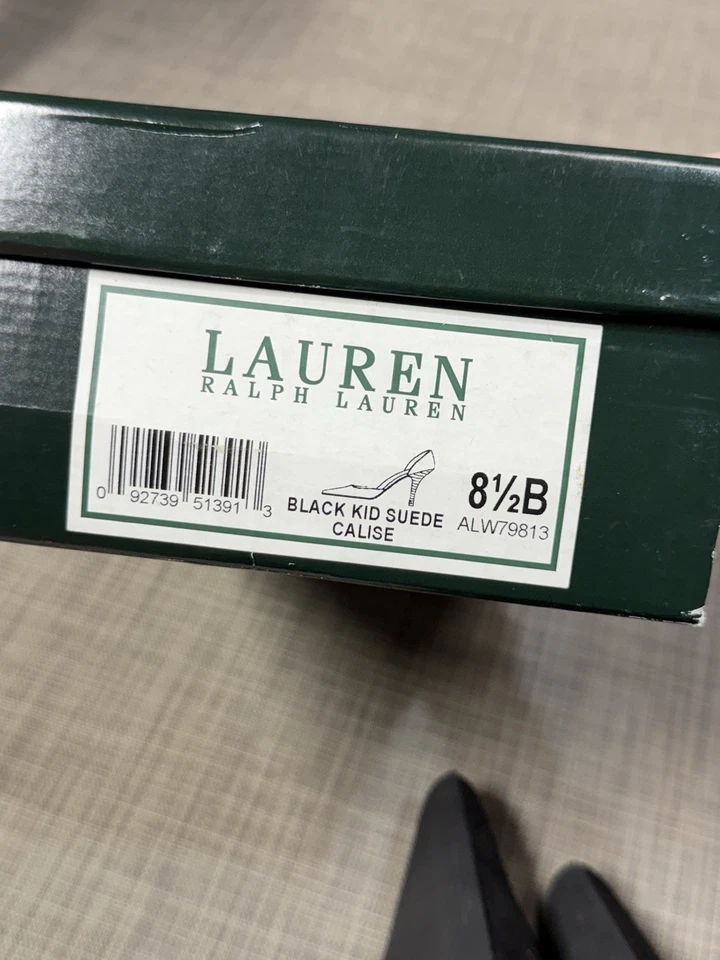 LAUREN
RALPH LAUREN
0 92739 51391 3
BLACK KID SUEDE
CALISE
8½B
ALW79813